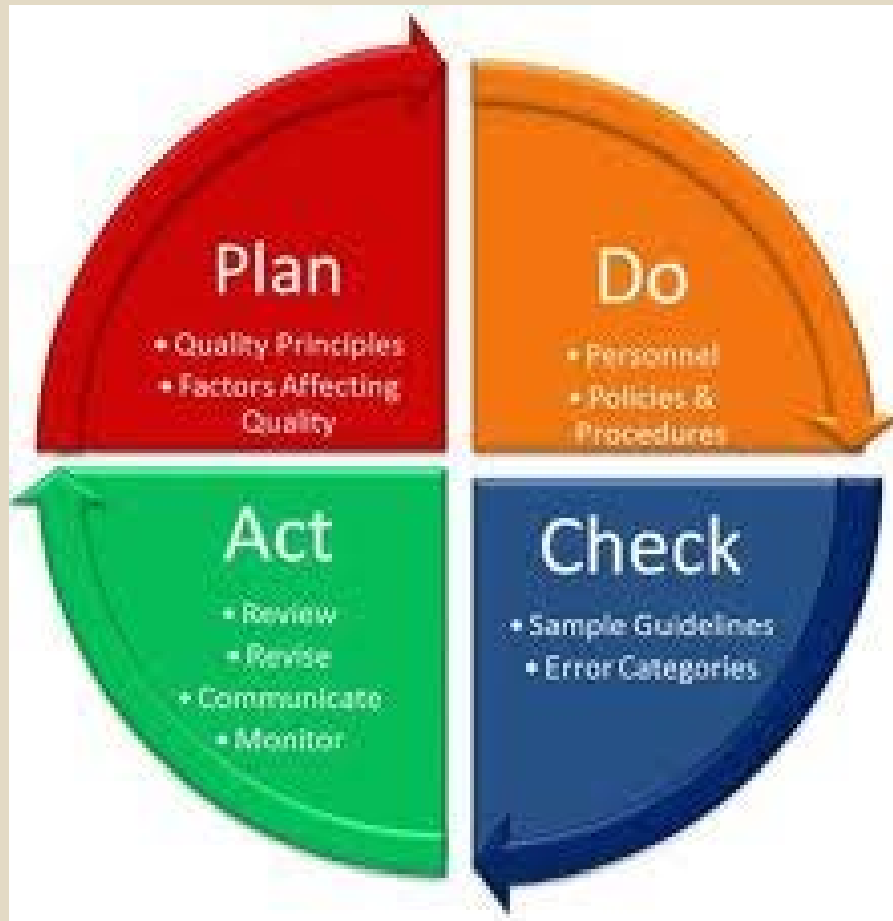 Plan
• Quality Principles
• Factors Affecting
Quality
Do
• Personnel
• Policies &
Procedures
Check
• Sample Guidelines
• Error Categories
Act
• Review
• Revise
• Communicate
• Monitor